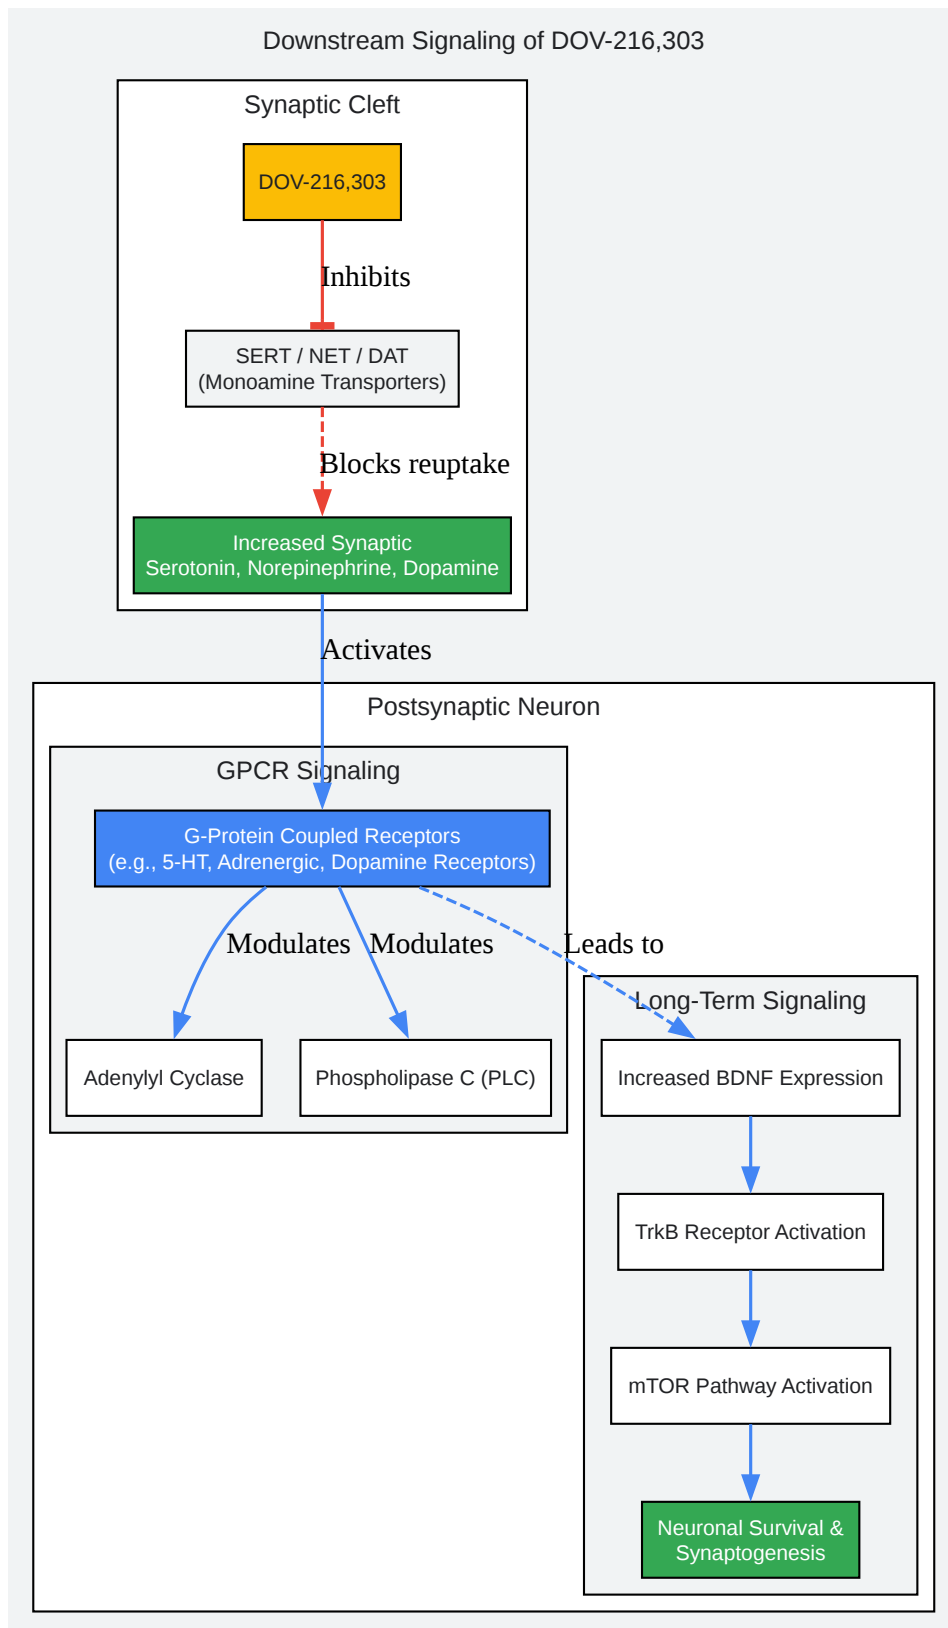 Downstream Signaling of DOV-216,303
Synaptic Cleft
DOV-216,303
Inhibits
SERT / NET / DAT
(Monoamine Transporters)
Blocks reuptake
Increased Synaptic
Serotonin, Norepinephrine, Dopamine
Activates
Postsynaptic Neuron
GPCR Signaling
G-Protein Coupled Receptors
(e.g., 5-HT, Adrenergic, Dopamine Receptors)
Modulates
Modulates
Leads to
Long-Term Signaling
Adenylyl Cyclase
Phospholipase C (PLC)
Increased BDNF Expression
TrkB Receptor Activation
mTOR Pathway Activation
Neuronal Survival &
Synaptogenesis